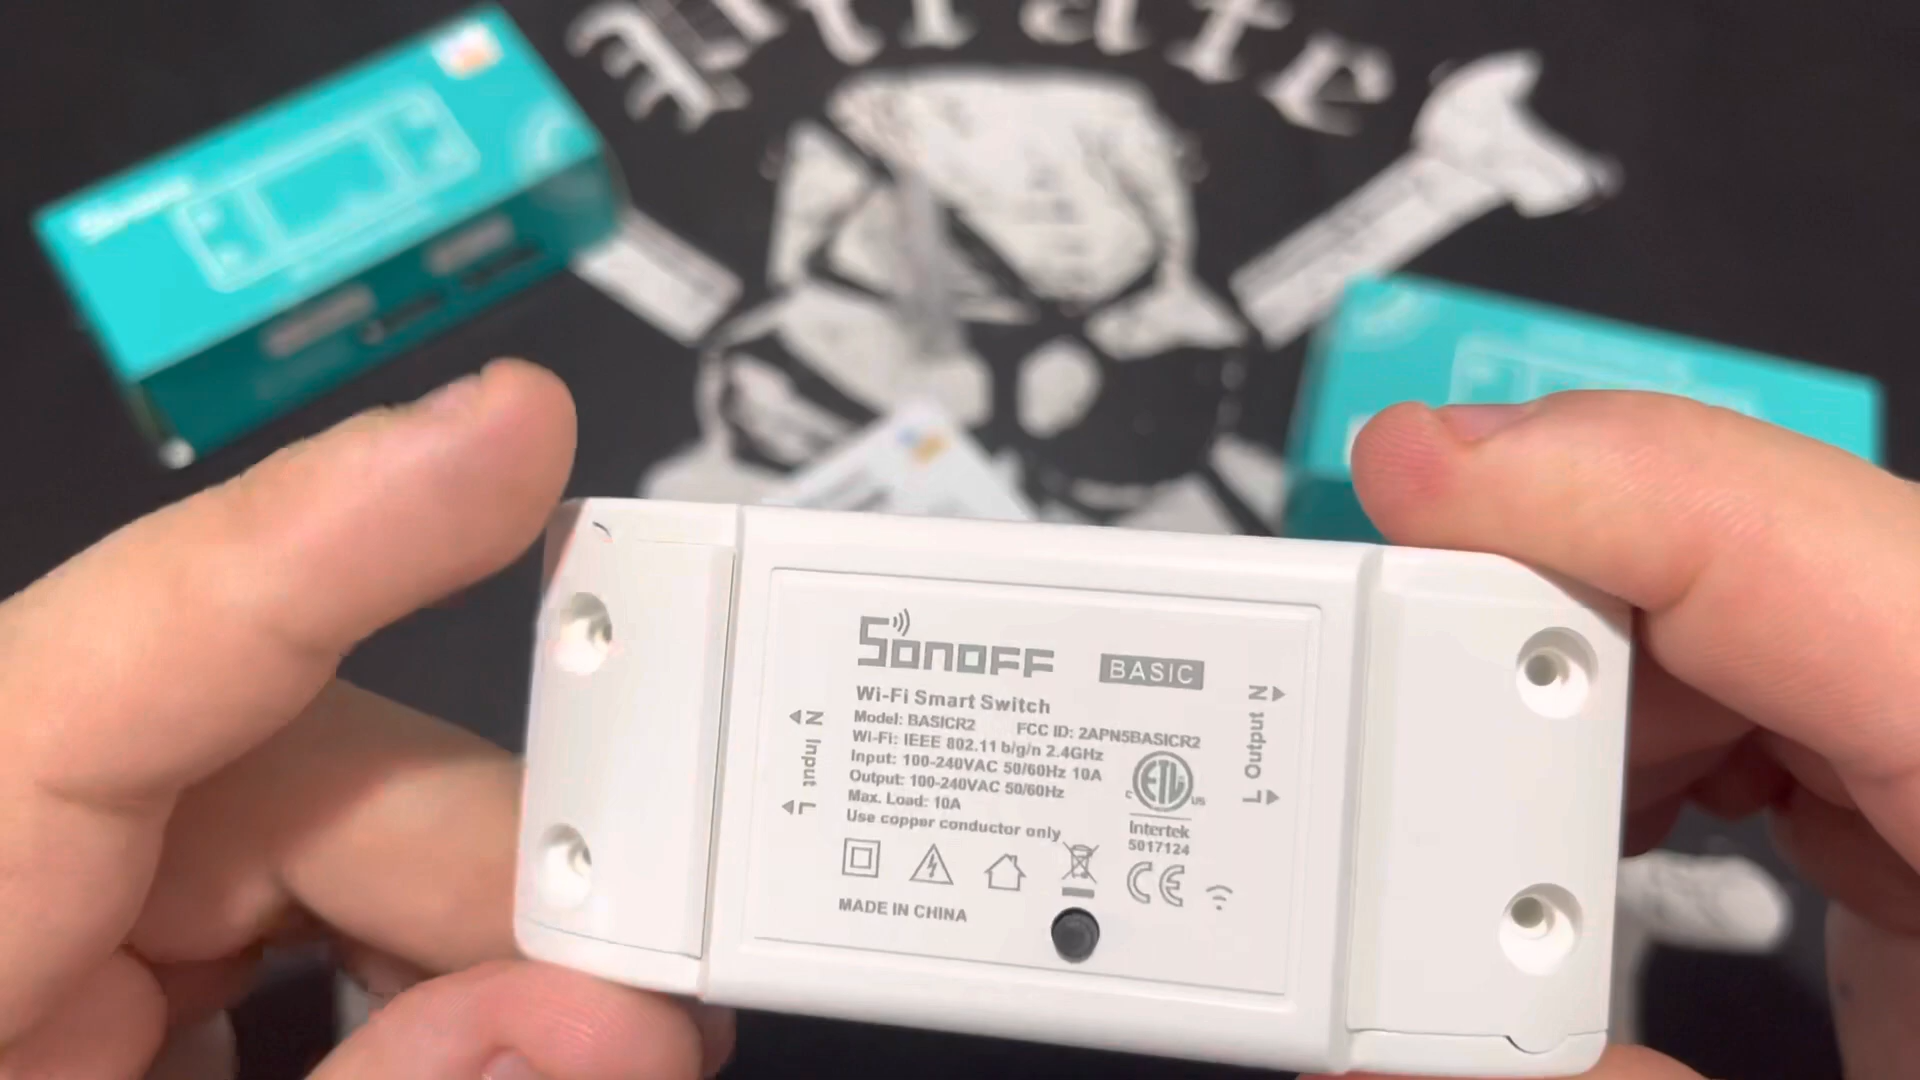 SONOFF BASIC
Wi-Fi Smart Switch
Model: BASICR2 FCC ID: 2APN5BASICR2
Wi-Fi: IEEE 802.11 b/g/n 2.4GHz
Input: 100-240VAC 50/60Hz 10A
Output: 100-240VAC 50/60Hz
Max. Load: 10A
Use copper conductor only
N Input L
N Output L
C ETL US
Intertek
5017124
CE
MADE IN CHINA